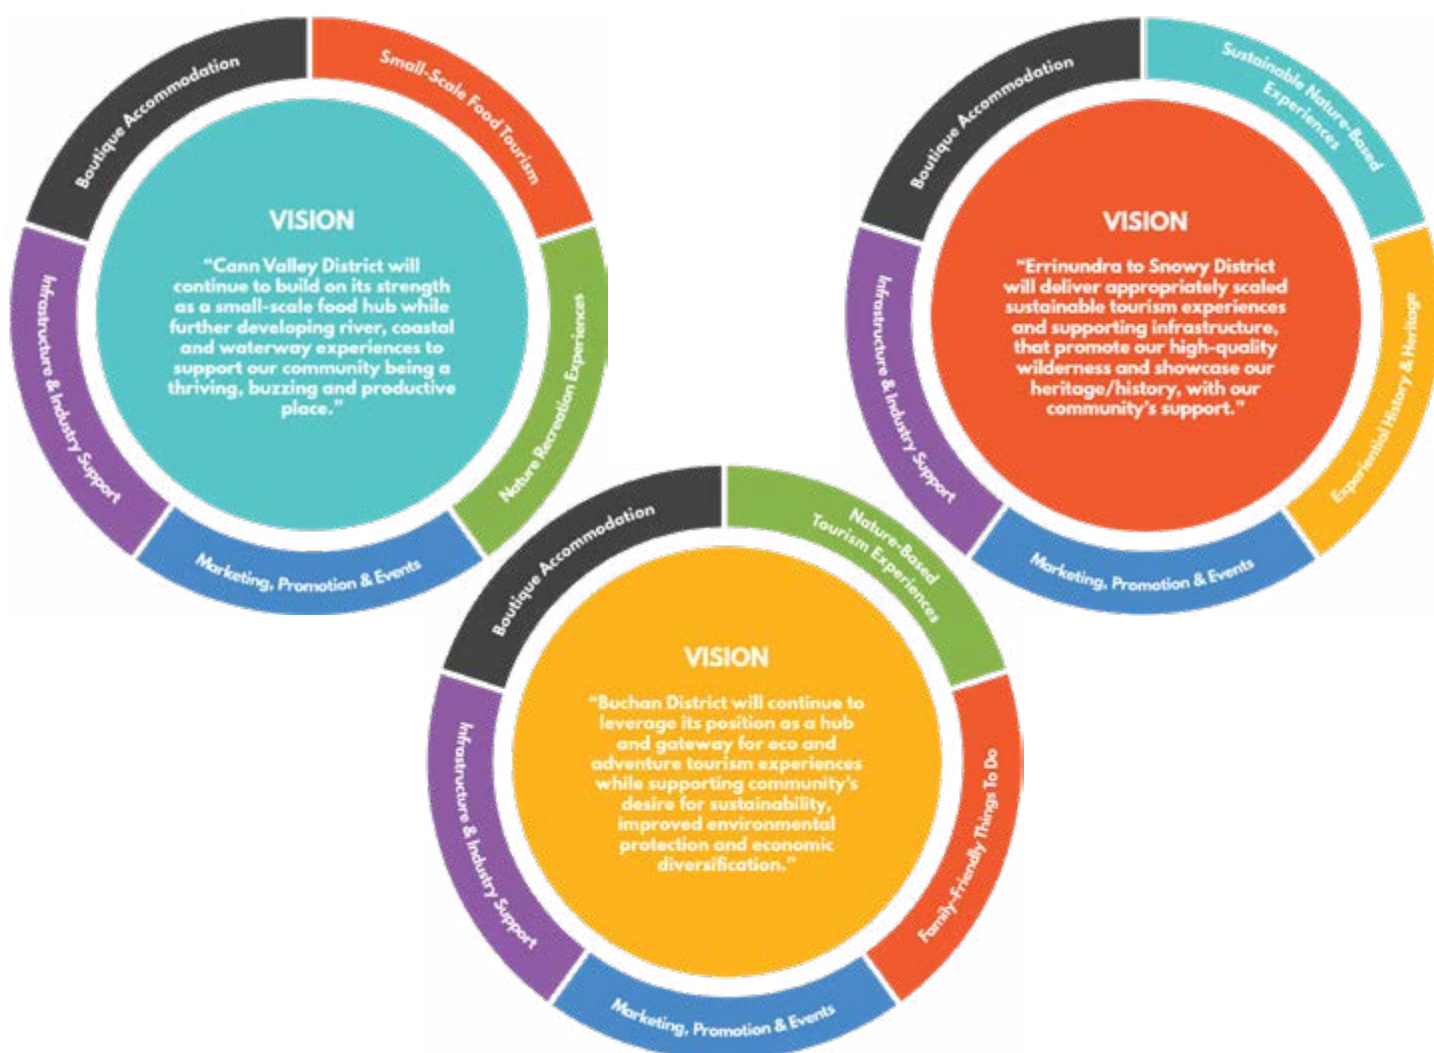 Boutique Accommodation
Small-Scale Food Tourism
Nature Recreation Experiences
Marketing, Promotion & Events
Infrastructure & Industry Support
VISION
“Cann Valley District will
continue to build on its strength
as a small-scale food hub while
further developing river, coastal
and waterway experiences to
support our community being a
thriving, buzzing and productive
place.”
Boutique Accommodation
Sustainable Nature-Based
Experiences
Experiential History & Heritage
Marketing, Promotion & Events
Infrastructure & Industry Support
VISION
“Errinundra to Snowy District
will deliver appropriately scaled
sustainable tourism experiences
and supporting infrastructure,
that promote our high-quality
wilderness and showcase our
heritage/history, with our
community’s support.”
Boutique Accommodation
Nature-Based
Tourism Experiences
Family-Friendly Things To Do
Marketing, Promotion & Events
Infrastructure & Industry Support
VISION
“Buchan District will continue to
leverage its position as a hub
and gateway for eco and
adventure tourism experiences
while supporting community’s
desire for sustainability,
improved environmental
protection and economic
diversification.”